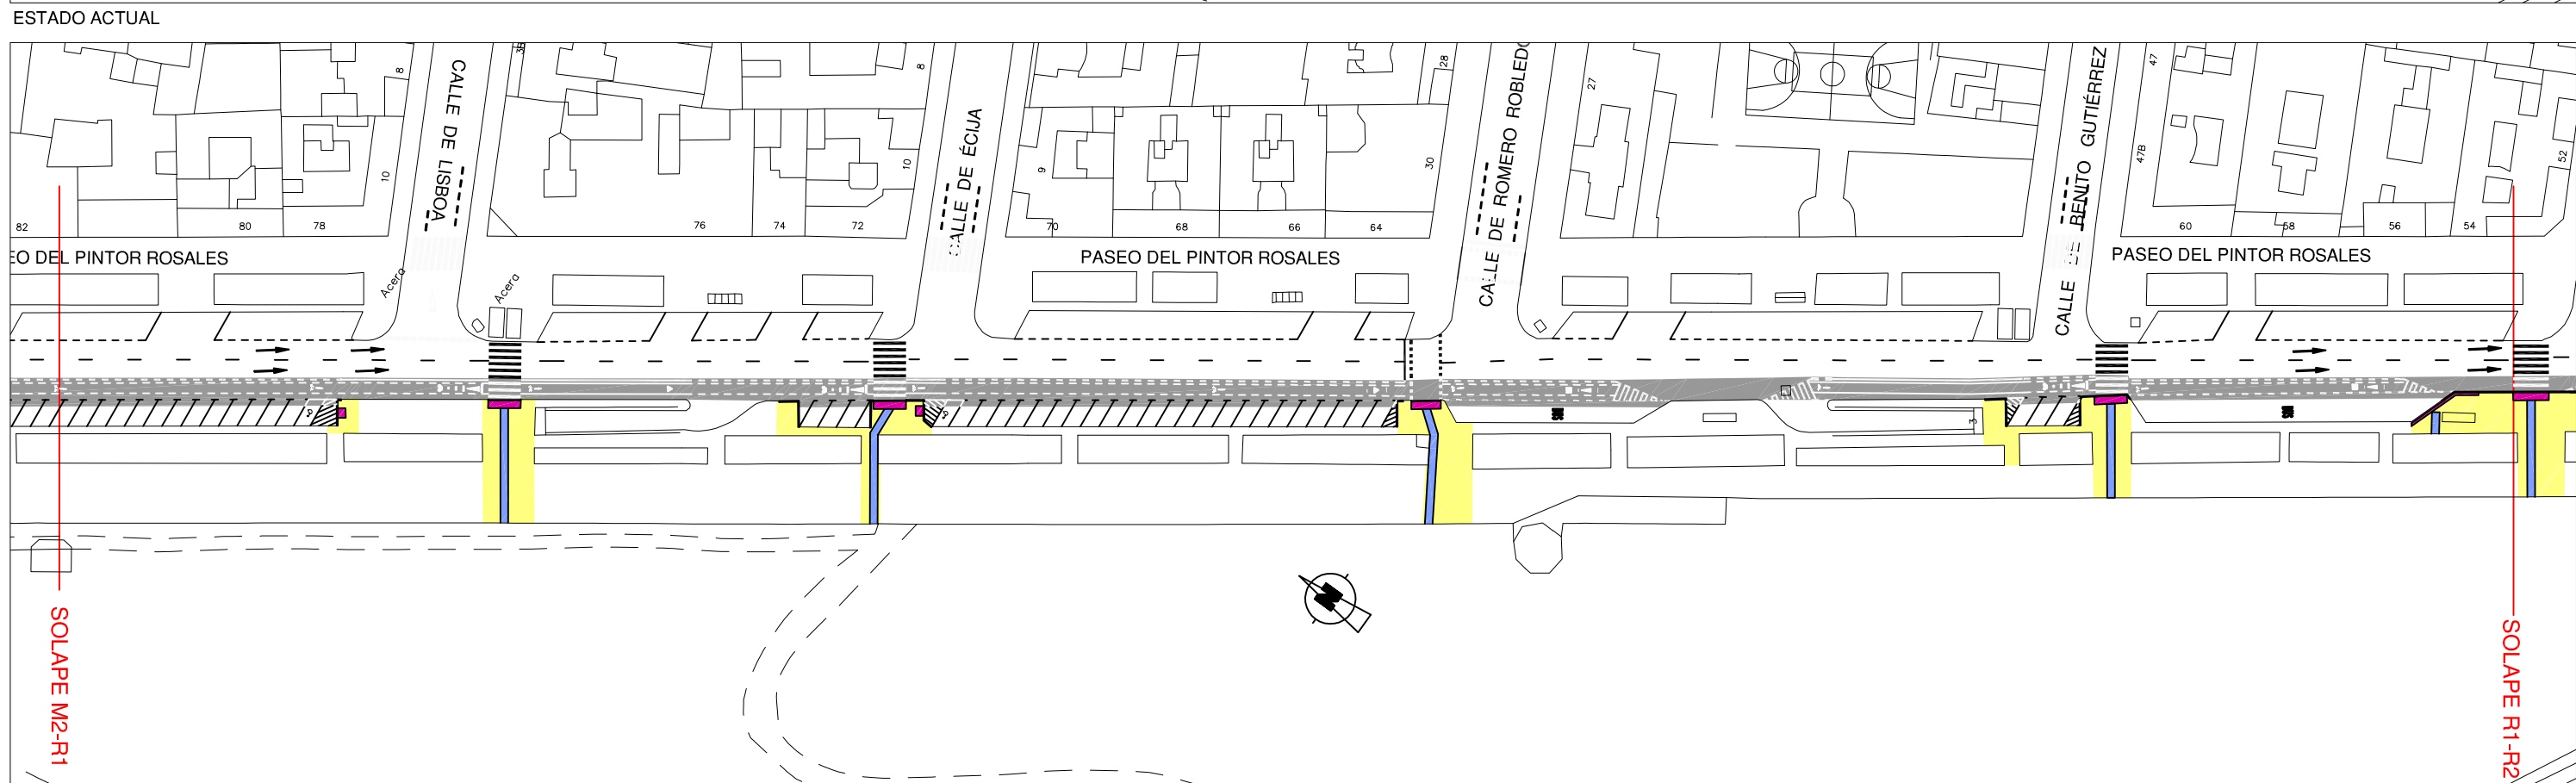 ESTADO ACTUAL
8
CALLE DE LISBOA
8
CALLE DE ÉCIJA
28
CALLE DE ROMERO ROBLEDO
27
CALLE DE BENITO GUTIÉRREZ
47
47B
52
10
10
9
30
82
80
78
76
74
72
70
68
66
64
60
58
56
54
EO DEL PINTOR ROSALES
PASEO DEL PINTOR ROSALES
PASEO DEL PINTOR ROSALES
Acera
Acera
N
SOLAPE M2-R1
SOLAPE R1-R2